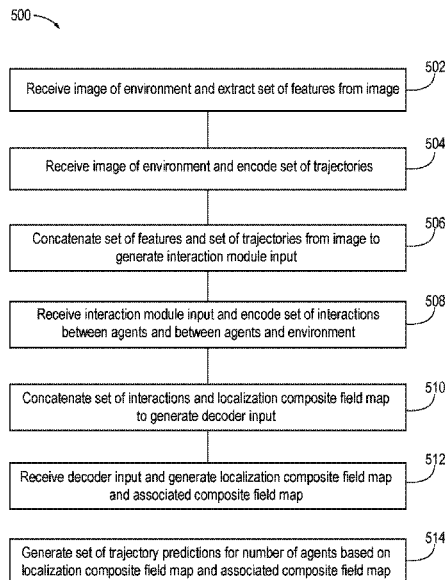 500
502
Receive image of environment and extract set of features from image
504
Receive image of environment and encode set of trajectories
506
Concatenate set of features and set of trajectories from image to
generate interaction module input
508
Receive interaction module input and encode set of interactions
between agents and between agents and environment
510
Concatenate set of interactions and localization composite field map
to generate decoder input
512
Receive decoder input and generate localization composite field map
and associated composite field map
514
Generate set of trajectory predictions for number of agents based on
localization composite field map and associated composite field map